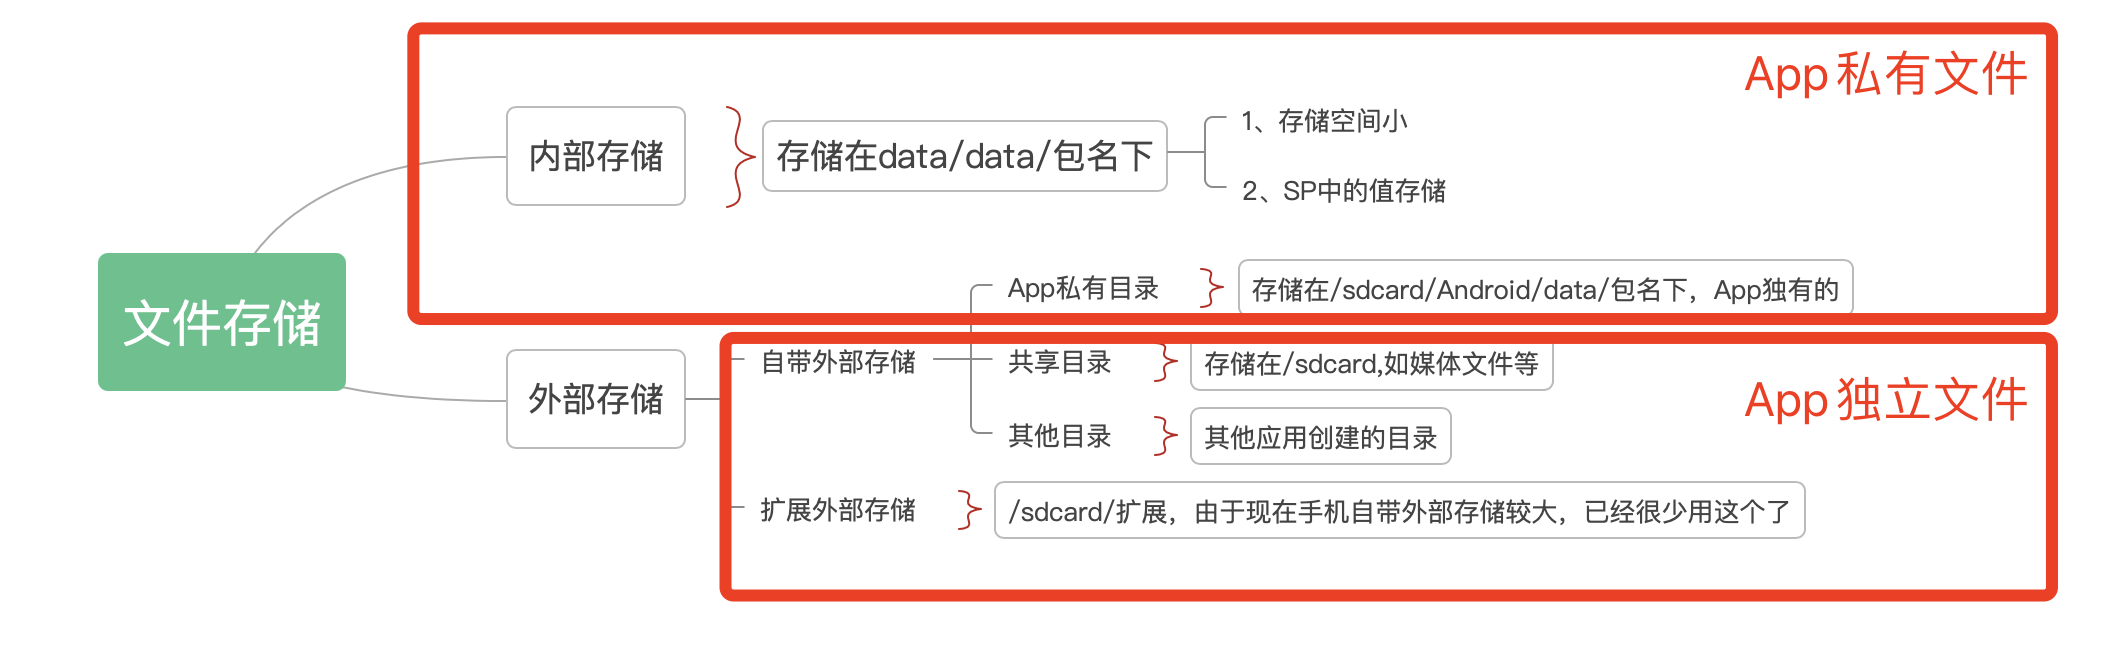 App 私有文件
内部存储
存储在data/data/包名下
1、存储空间小
2、SP中的值存储
文件存储
App私有目录
存储在/sdcard/Android/data/包名下，App独有的
外部存储
自带外部存储
共享目录
存储在/sdcard,如媒体文件等
App 独立文件
其他目录
其他应用创建的目录
扩展外部存储
/sdcard/扩展，由于现在手机自带外部存储较大，已经很少用这个了